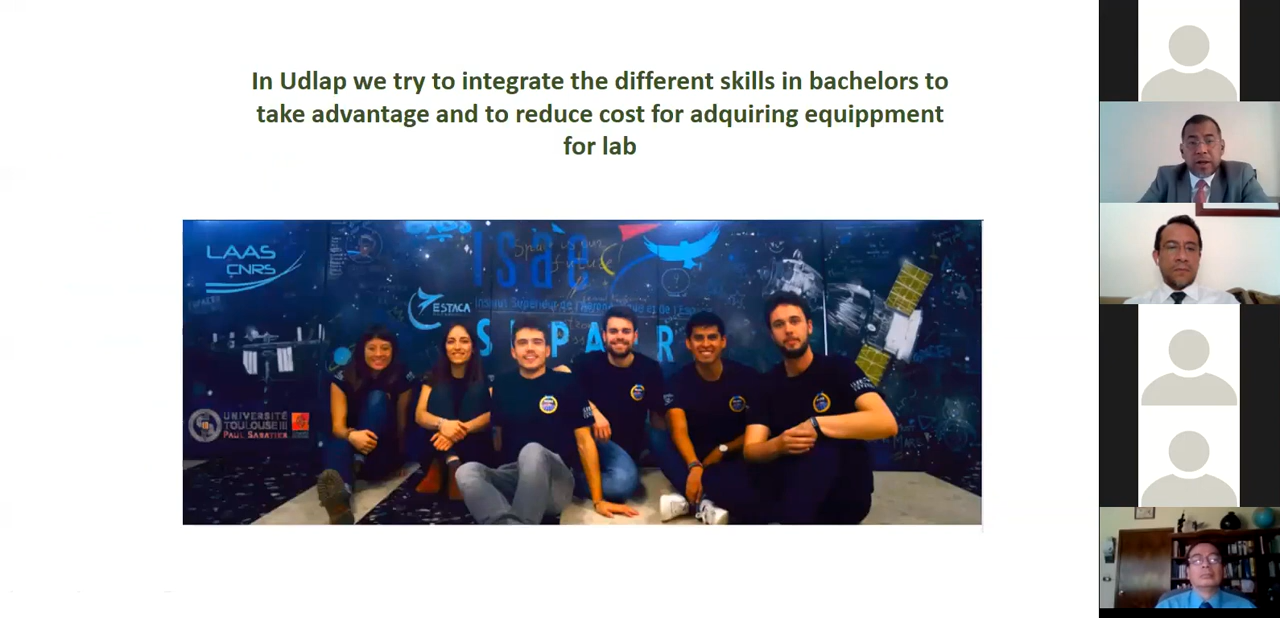 In Udlap we try to integrate the different skills in bachelors to
take advantage and to reduce cost for adquiring equippment
for lab
LAAS
CNRS
isae
ESTACA
UNIVERSITÉ
TOULOUSE III
PAUL SABATIER